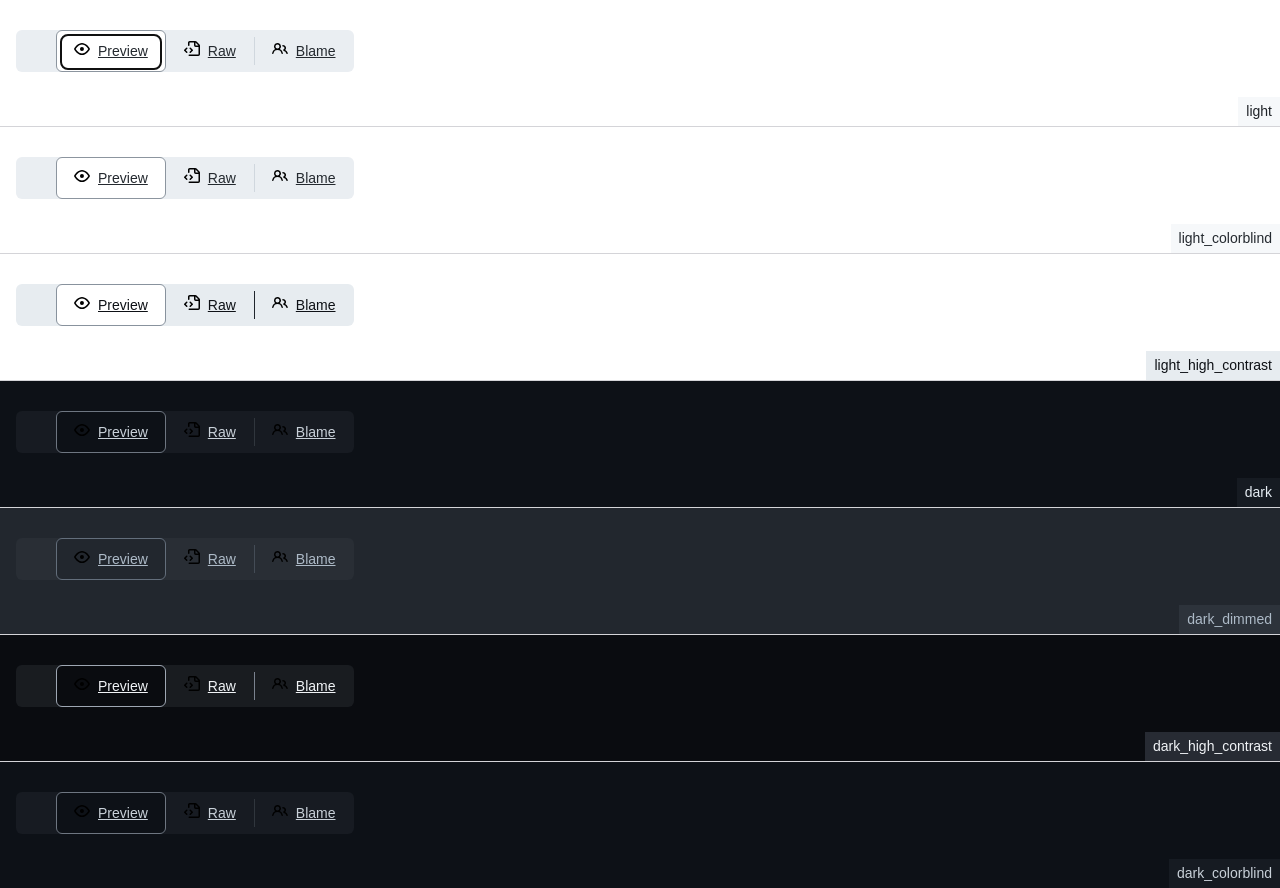 Preview Raw Blame
light
Preview Raw Blame
light_colorblind
Preview Raw Blame
light_high_contrast
Preview Raw Blame
dark
Preview Raw Blame
dark_dimmed
Preview Raw Blame
dark_high_contrast
Preview Raw Blame
dark_colorblind